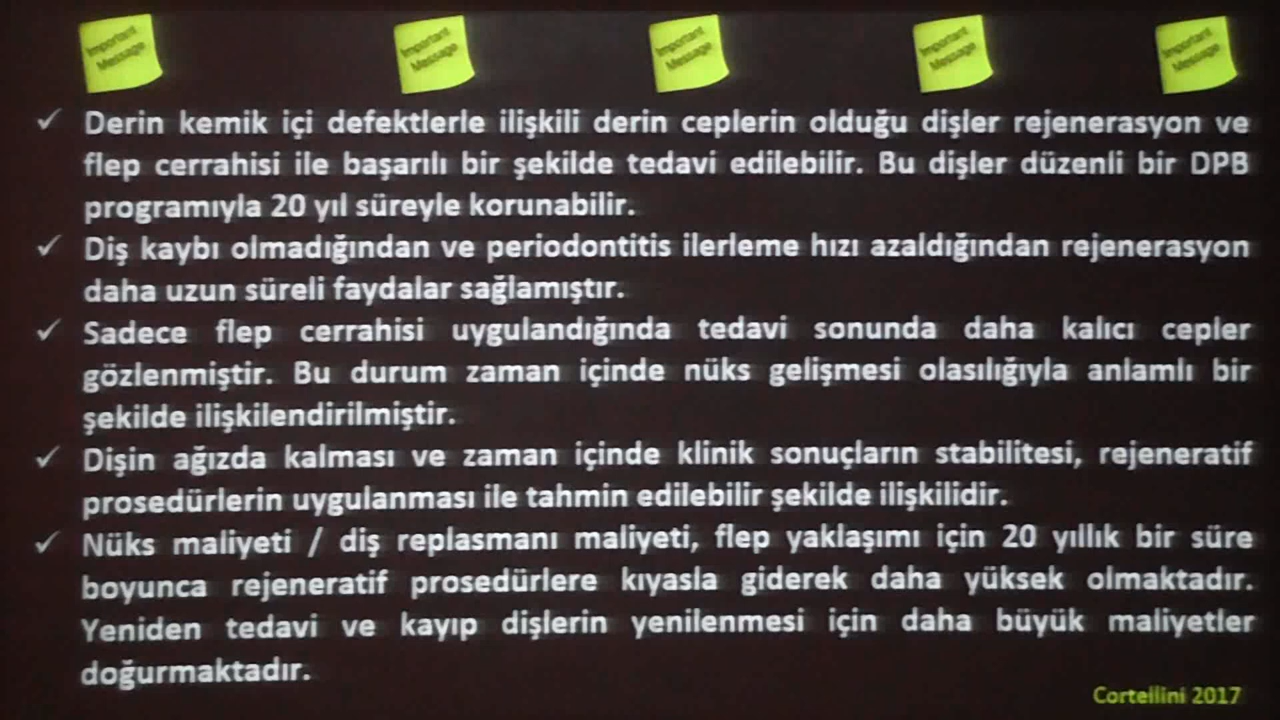 Important Message
Important Message
Important Message
Important Message
Important Message
✓ Derin kemik içi defektlerle ilişkili derin ceplerin olduğu dişler rejenerasyon ve
flep cerrahisi ile başarılı bir şekilde tedavi edilebilir. Bu dişler düzenli bir DPB
programıyla 20 yıl süreyle korunabilir.
✓ Diş kaybı olmadığından ve periodontitis ilerleme hızı azaldığından rejenerasyon
daha uzun süreli faydalar sağlamıştır.
✓ Sadece flep cerrahisi uygulandığında tedavi sonunda daha kalıcı cepler
gözlenmiştir. Bu durum zaman içinde nüks gelişmesi olasılığıyla anlamlı bir
şekilde ilişkilendirilmiştir.
✓ Dişin ağızda kalması ve zaman içinde klinik sonuçların stabilitesi, rejeneratif
prosedürlerin uygulanması ile tahmin edilebilir şekilde ilişkilidir.
✓ Nüks maliyeti / diş replasmanı maliyeti, flep yaklaşımı için 20 yıllık bir süre
boyunca rejeneratif prosedürlere kıyasla giderek daha yüksek olmaktadır.
Yeniden tedavi ve kayıp dişlerin yenilenmesi için daha büyük maliyetler
doğurmaktadır.
Cortellini 2017